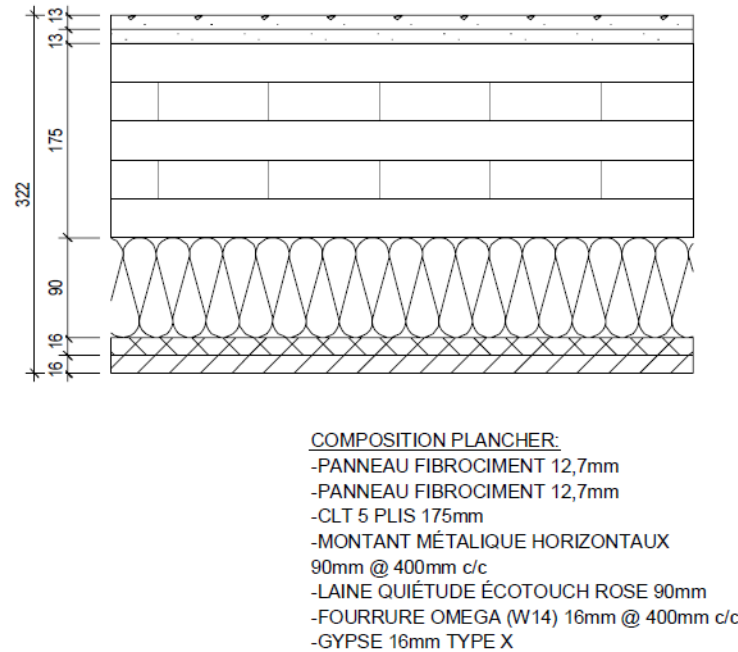 13
13
175
322
90
16
16
COMPOSITION PLANCHER:
-PANNEAU FIBROCIMENT 12,7mm
-PANNEAU FIBROCIMENT 12,7mm
-CLT 5 PLIS 175mm
-MONTANT MÉTALIQUE HORIZONTAUX
90mm @ 400mm c/c
-LAINE QUIÉTUDE ÉCOTOUCH ROSE 90mm
-FOURRURE OMEGA (W14) 16mm @ 400mm c/c
-GYPSE 16mm TYPE X